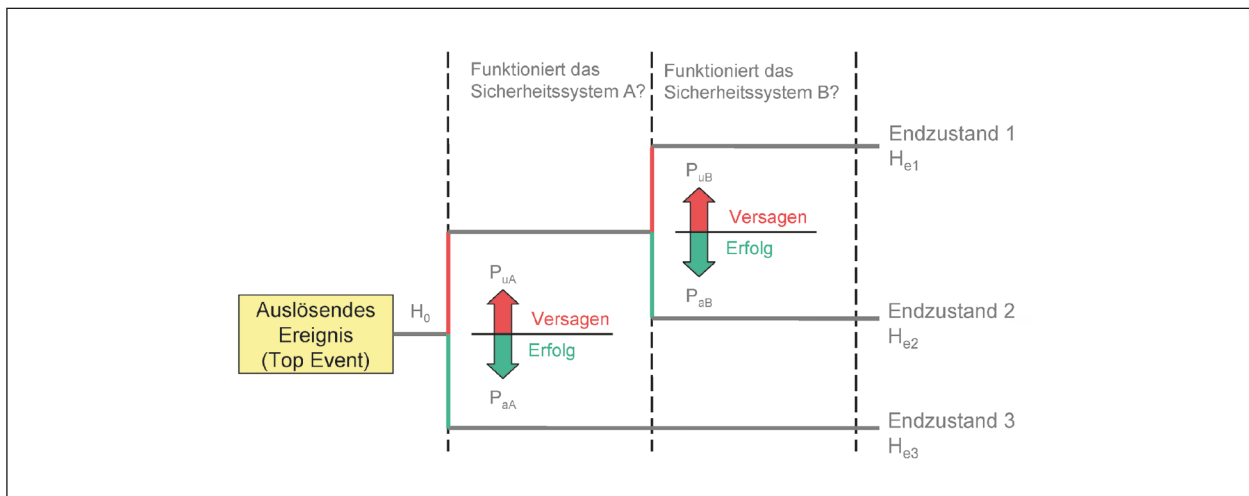 Funktioniert das
Sicherheitssystem A?
Funktioniert das
Sicherheitssystem B?
Endzustand 1
He1
PuB
Versagen
Erfolg
PaB
Auslösendes
Ereignis
(Top Event)
H0
PuA
Versagen
Erfolg
PaA
Endzustand 2
He2
Endzustand 3
He3